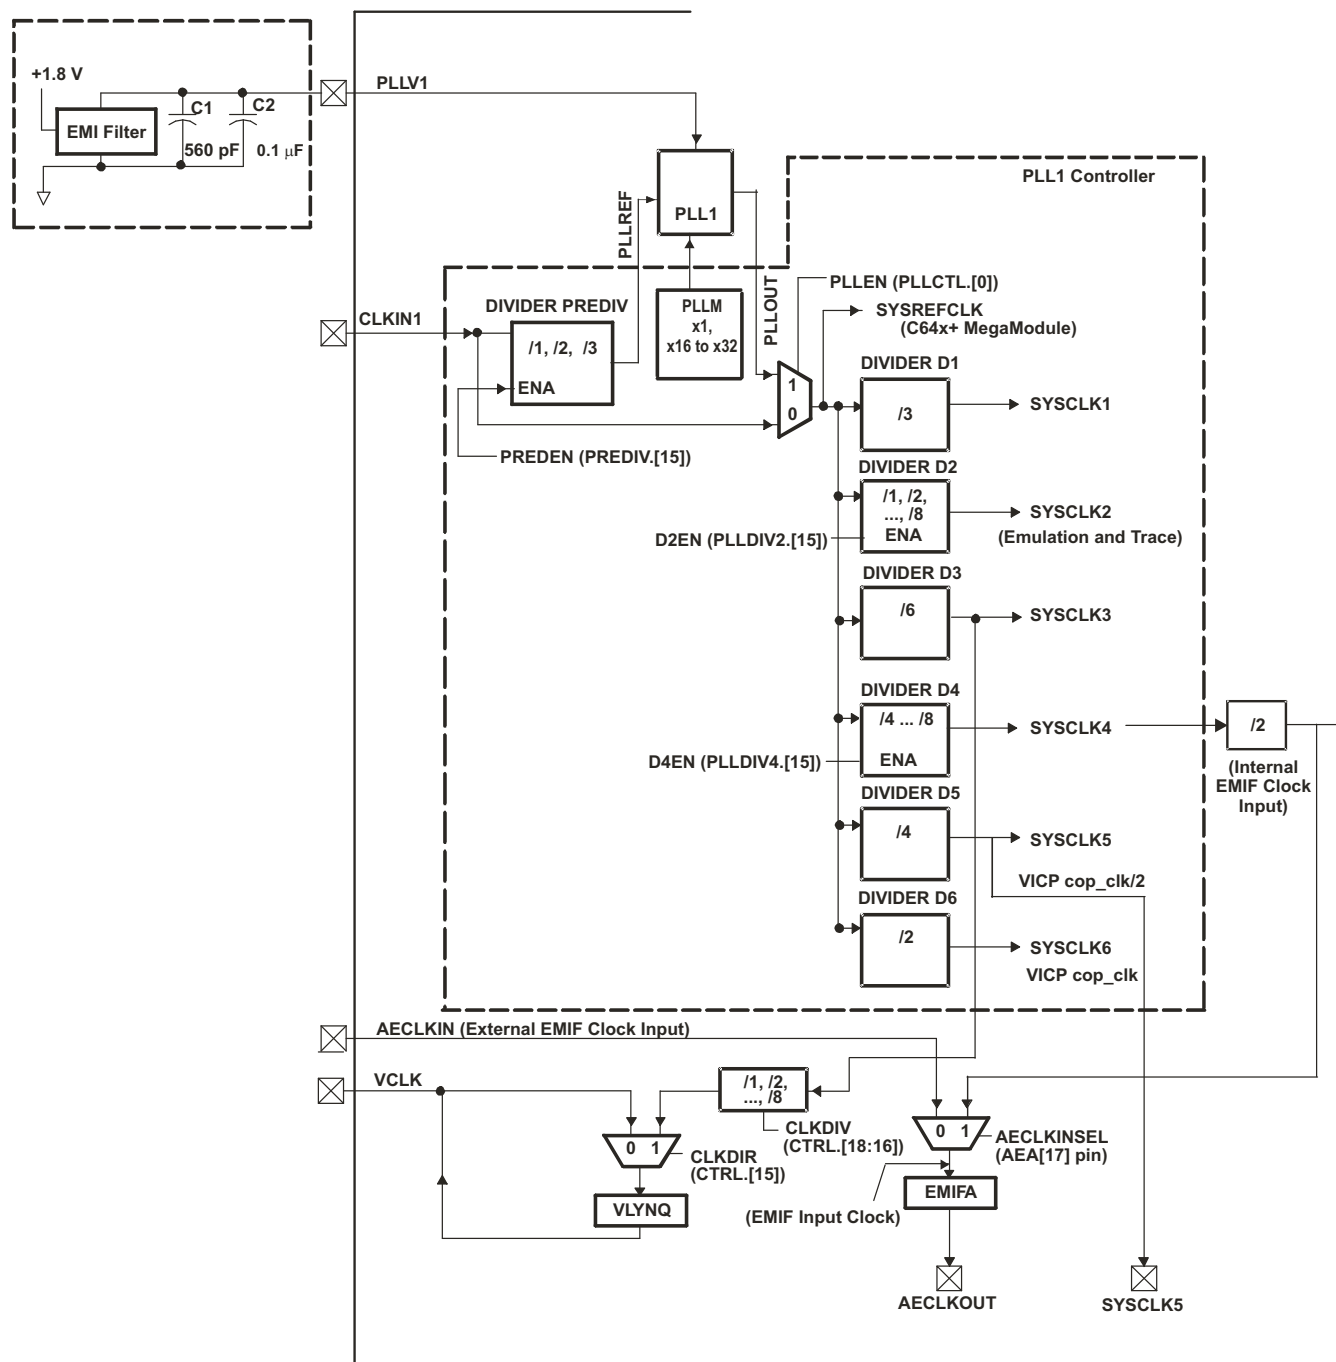 +1.8 V
C1
C2
EMI Filter
560 pF
0.1 μF
PLLV1
PLL1 Controller
PLLREF
PLL1
PLLOUT
PLLEN (PLLCTL.[0])
SYSREFCLK
(C64x+ MegaModule)
CLKIN1
DIVIDER PREDIV
/1, /2, /3
ENA
PLLM
x1,
x16 to x32
1
0
PREDEN (PREDIV.[15])
DIVIDER D1
/3
SYSCLK1
DIVIDER D2
/1, /2,
..., /8
ENA
D2EN (PLLDIV2.[15])
SYSCLK2
(Emulation and Trace)
DIVIDER D3
/6
SYSCLK3
DIVIDER D4
/4 ... /8
ENA
D4EN (PLLDIV4.[15])
SYSCLK4
/2
(Internal
EMIF Clock
Input)
DIVIDER D5
/4
SYSCLK5
VICP cop_clk/2
DIVIDER D6
/2
SYSCLK6
VICP cop_clk
AECLKIN (External EMIF Clock Input)
VCLK
/1, /2,
..., /8
CLKDIV
(CTRL.[18:16])
0 1
CLKDIR
(CTRL.[15])
VLYNQ
0 1
AECLKINSEL
(AEA[17] pin)
EMIFA
(EMIF Input Clock)
AECLKOUT
SYSCLK5